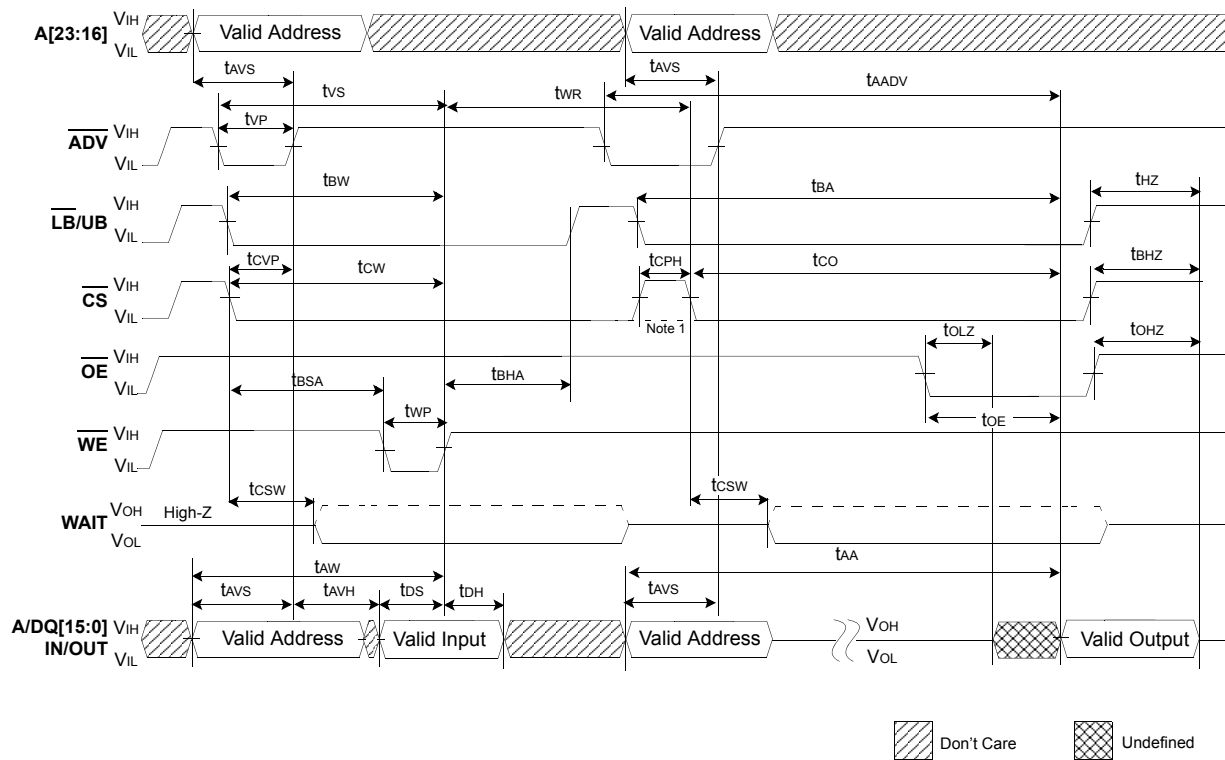 A[23:16] VIH Valid Address Valid Address
VIL
tAVS tAVS tAADV
tVS tWR
ADV VIH tVP
VIL
tBW tBA tHZ
LB/UB VIH
VIL
tCVP tCW tCPH tCO tBHZ
CS VIH
VIL Note 1
tOLZ tOHZ
OE VIH
VIL
tBSA tBHA
tWP tOE
WE VIH
VIL
tCSW tCSW
WAIT VOH High-Z
VOL
tAA
tAW
tAVS tAVH tDS tDH tAVS
A/DQ[15:0] VIH Valid Address Valid Input Valid Address VOH Valid Output
IN/OUT VIL VOL
Don't Care Undefined